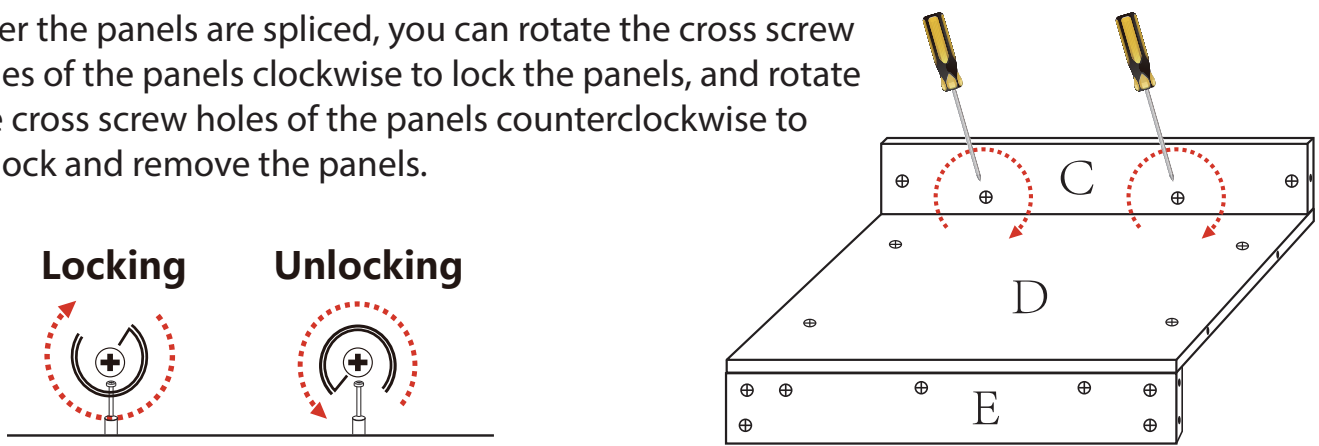 er the panels are spliced, you can rotate the cross screw
es of the panels clockwise to lock the panels, and rotate
e cross screw holes of the panels counterclockwise to
lock and remove the panels.
Locking Unlocking
C
D
E